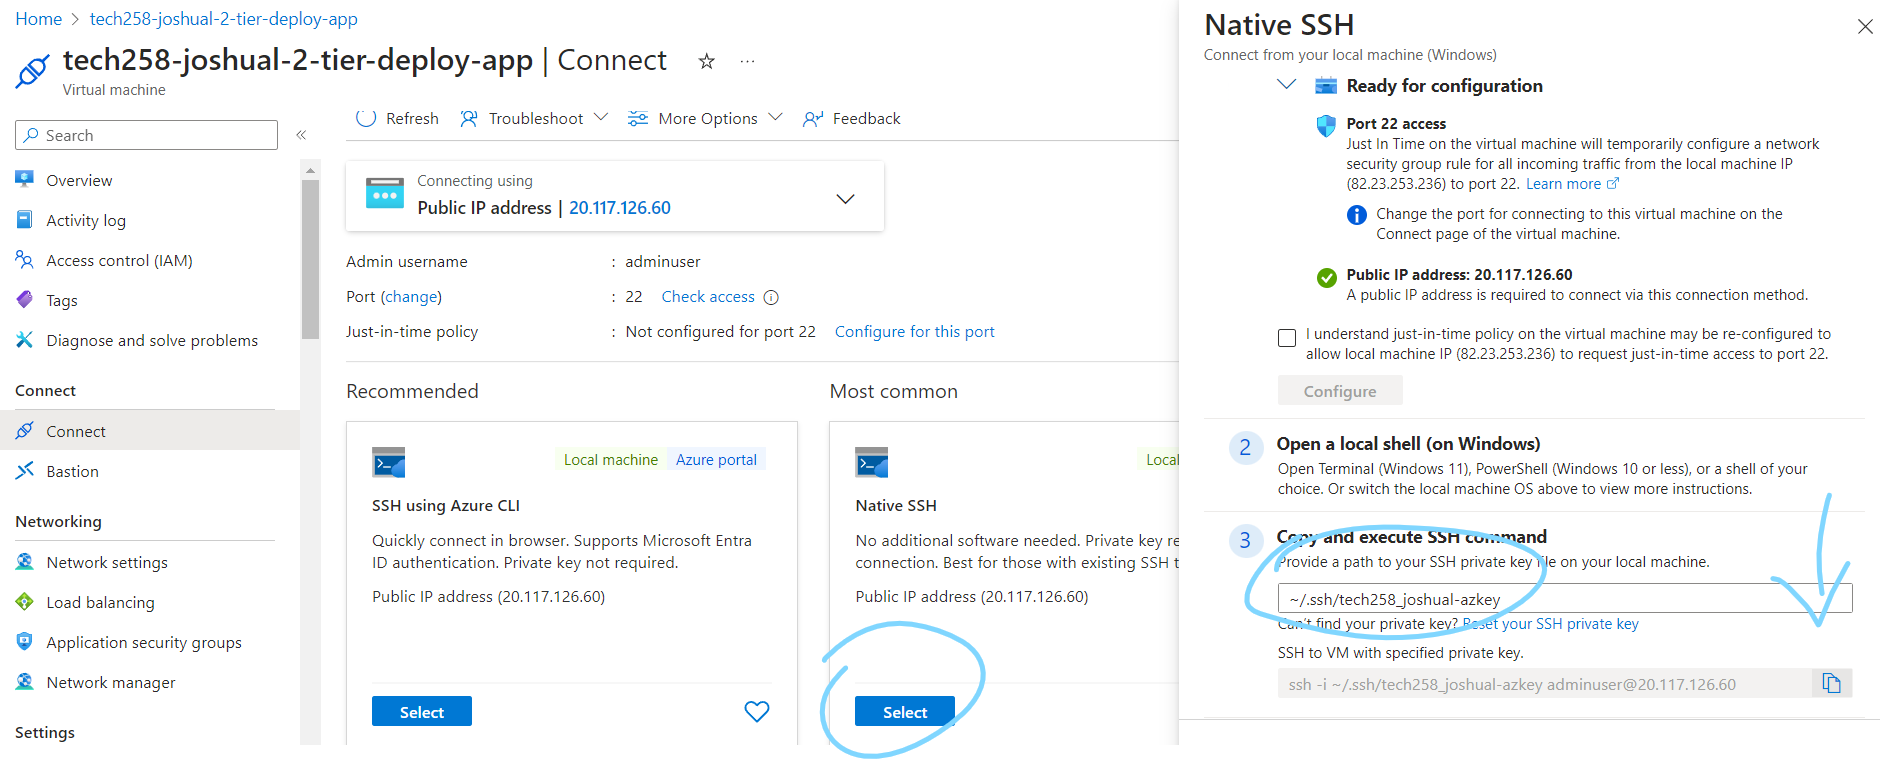 Home > tech258-joshual-2-tier-deploy-app
tech258-joshual-2-tier-deploy-app | Connect
Virtual machine
Search
Overview
Activity log
Access control (IAM)
Tags
Diagnose and solve problems
Connect
Connect
Bastion
Networking
Network settings
Load balancing
Application security groups
Network manager
Settings
Refresh
Troubleshoot
More Options
Feedback
Connecting using
Public IP address | 20.117.126.60
Admin username : adminuser
Port (change) : 22 Check access
Just-in-time policy : Not configured for port 22 Configure for this port
Recommended
Local machine Azure portal
SSH using Azure CLI
Quickly connect in browser. Supports Microsoft Entra
ID authentication. Private key not required.
Public IP address (20.117.126.60)
Select
Most common
Local
Native SSH
No additional software needed. Private key re
connection. Best for those with existing SSH t
Public IP address (20.117.126.60)
Select
Native SSH
Connect from your local machine (Windows)
Ready for configuration
Port 22 access
Just In Time on the virtual machine will temporarily configure a network
security group rule for all incoming traffic from the local machine IP
(82.23.253.236) to port 22. Learn more
Change the port for connecting to this virtual machine on the
Connect page of the virtual machine.
Public IP address: 20.117.126.60
A public IP address is required to connect via this connection method.
I understand just-in-time policy on the virtual machine may be re-configured to
allow local machine IP (82.23.253.236) to request just-in-time access to port 22.
Configure
2 Open a local shell (on Windows)
Open Terminal (Windows 11), PowerShell (Windows 10 or less), or a shell of your
choice. Or switch the local machine OS above to view more instructions.
3 Copy and execute SSH command
Provide a path to your SSH private key file on your local machine.
~/.ssh/tech258_joshual-azkey
Can't find your private key? Reset your SSH private key
SSH to VM with specified private key.
ssh -i ~/.ssh/tech258_joshual-azkey adminuser@20.117.126.60